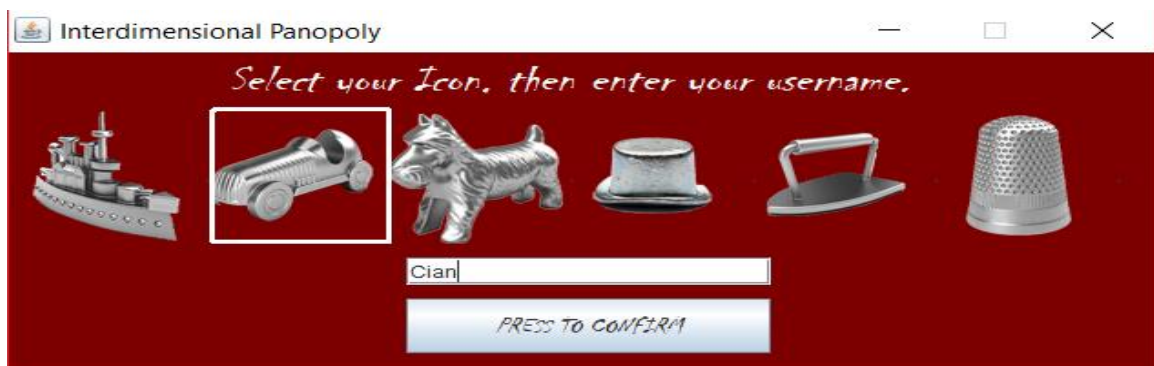 Interdimensional Panopoly
Select your Icon, then enter your username.
Cian
PRESS TO CONFIRM